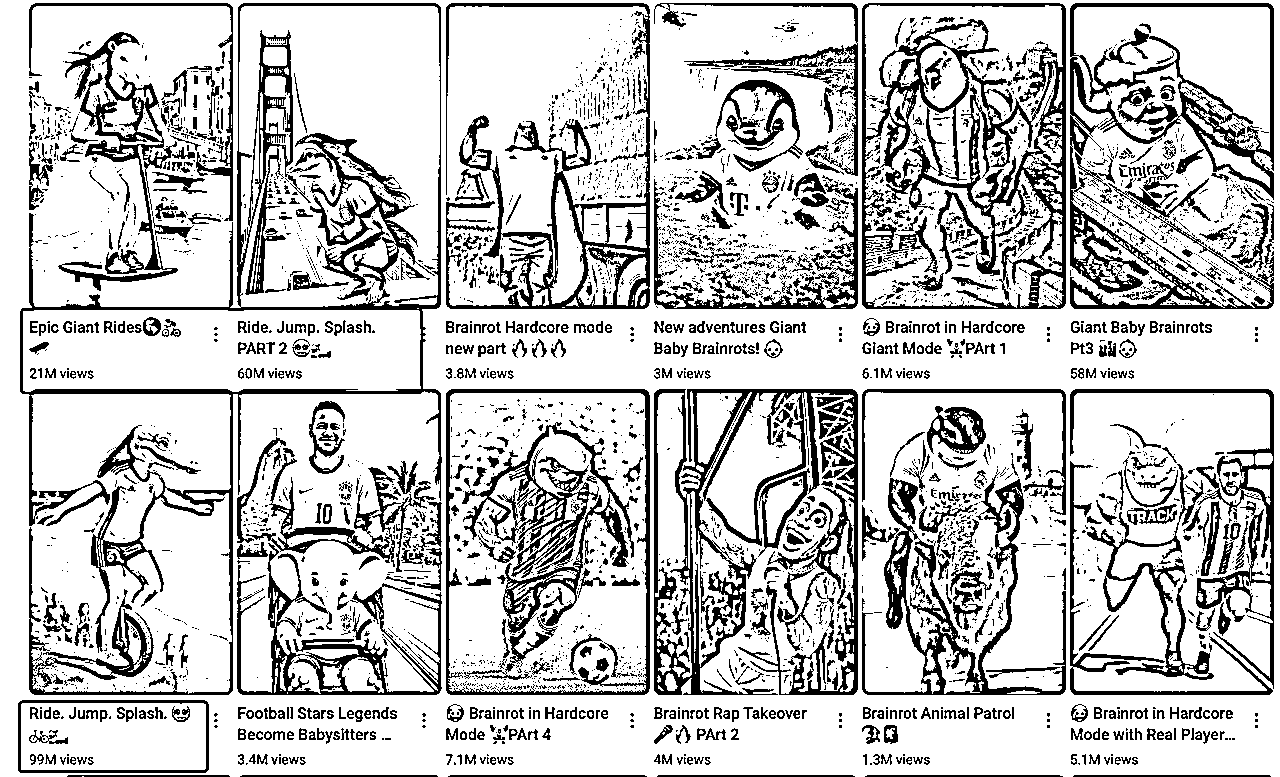 Emirates
T
Epic Giant Rides🌍🚲
🛹
21M views
Ride. Jump. Splash.
PART 2
60M views
Brainrot Hardcore mode
new part 🔥🔥🔥
3.8M views
New adventures Giant
Baby Brainrots! 👶
3M views
Brainrot in Hardcore
Giant Mode PArt 1
6.1M views
Giant Baby Brainrots
Pt3 👶
58M views
10
Emirates
TRACK
10
Ride. Jump. Splash.
99M views
Football Stars Legends
Become Babysitters ...
3.4M views
Brainrot in Hardcore
Mode PArt 4
7.1M views
Brainrot Rap Takeover
🎤🔥 PArt 2
4M views
Brainrot Animal Patrol
1.3M views
Brainrot in Hardcore
Mode with Real Player...
5.1M views